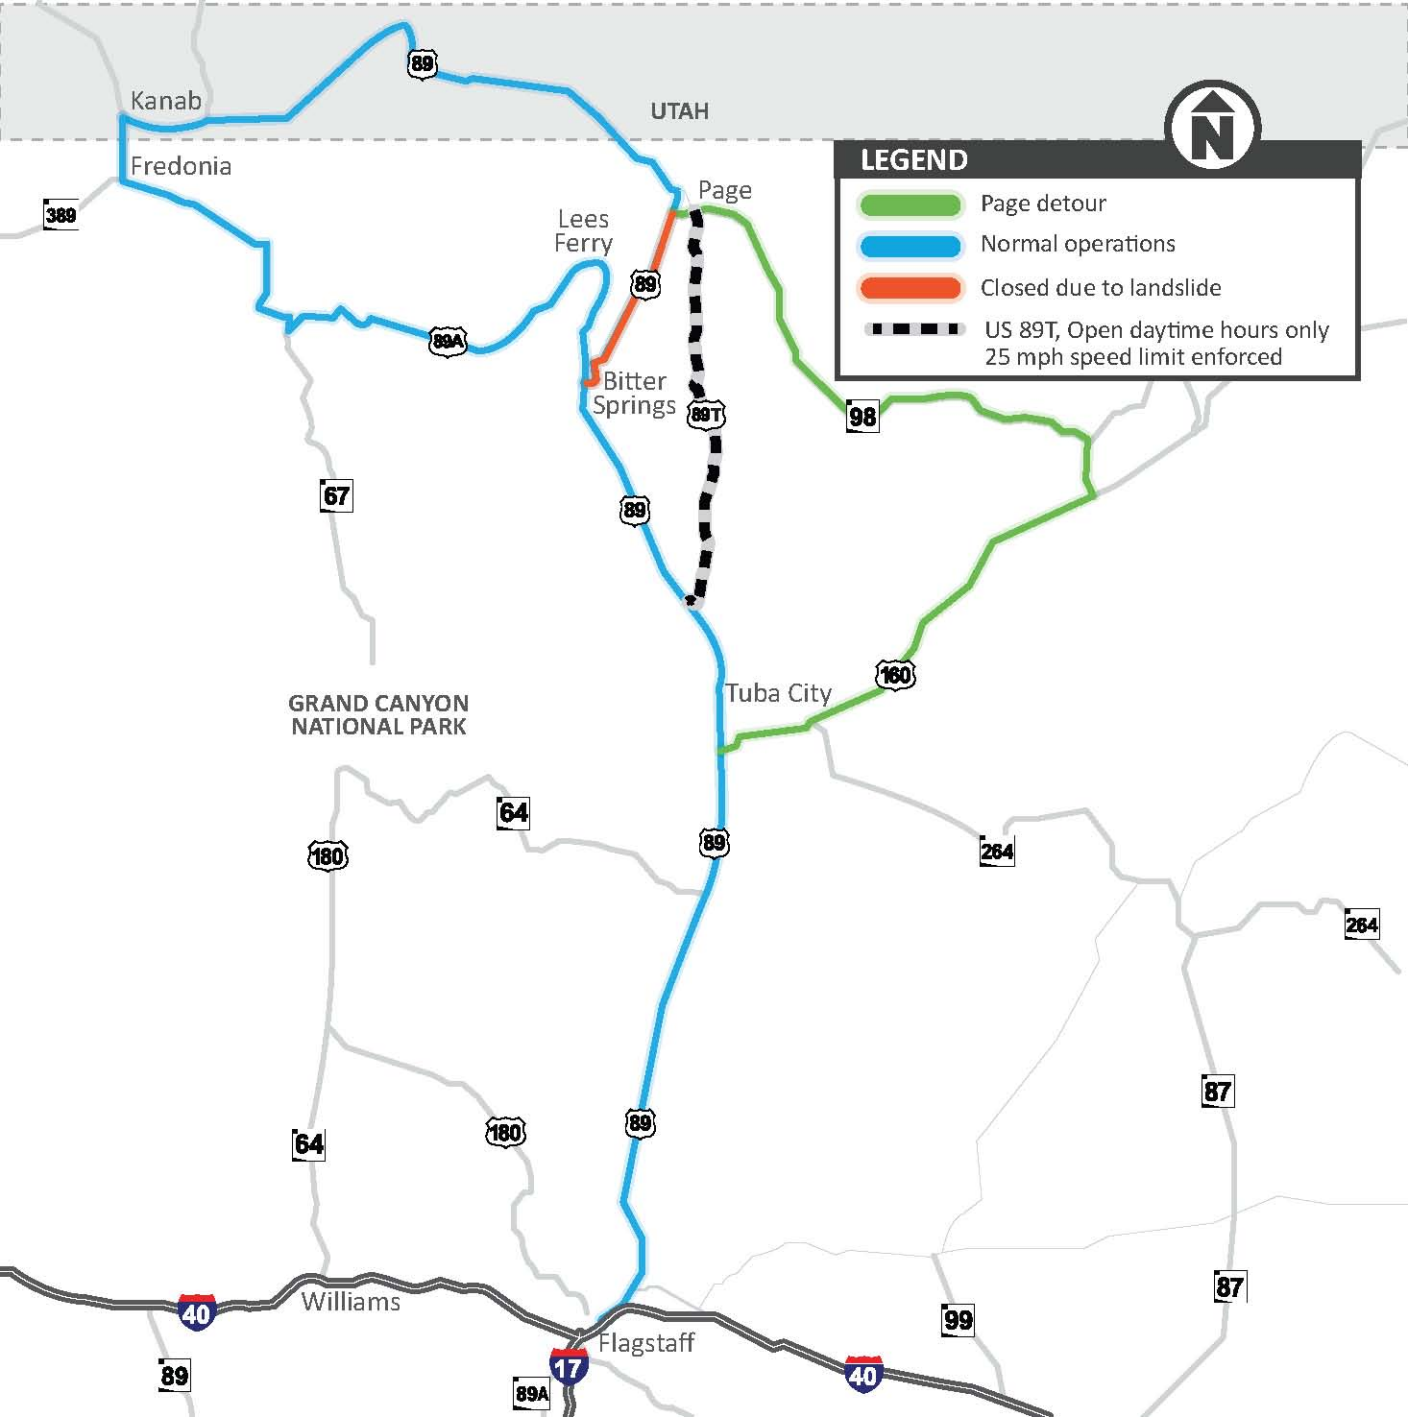 89
Kanab
UTAH
N
LEGEND
Page detour
Normal operations
Closed due to landslide
US 89T, Open daytime hours only
25 mph speed limit enforced
Fredonia
Page
389
Lees
Ferry
89
89A
Bitter
Springs
89T
98
67
89
160
Tuba City
GRAND CANYON
NATIONAL PARK
64
89
180
264
264
87
89
180
64
87
Williams
40
99
Flagstaff
17
40
89
89A